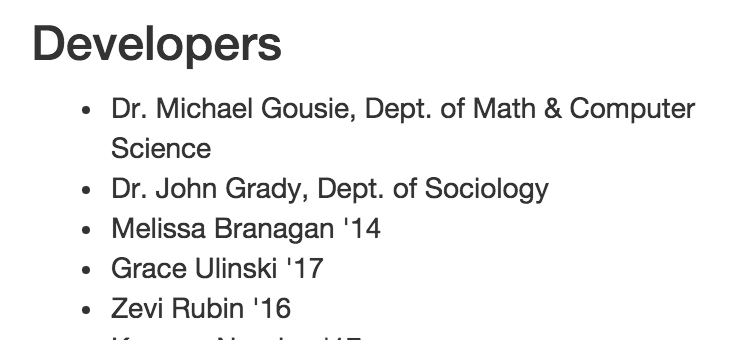 Developers
• Dr. Michael Gousie, Dept. of Math & Computer
Science
• Dr. John Grady, Dept. of Sociology
• Melissa Branagan '14
• Grace Ulinski '17
• Zevi Rubin '16